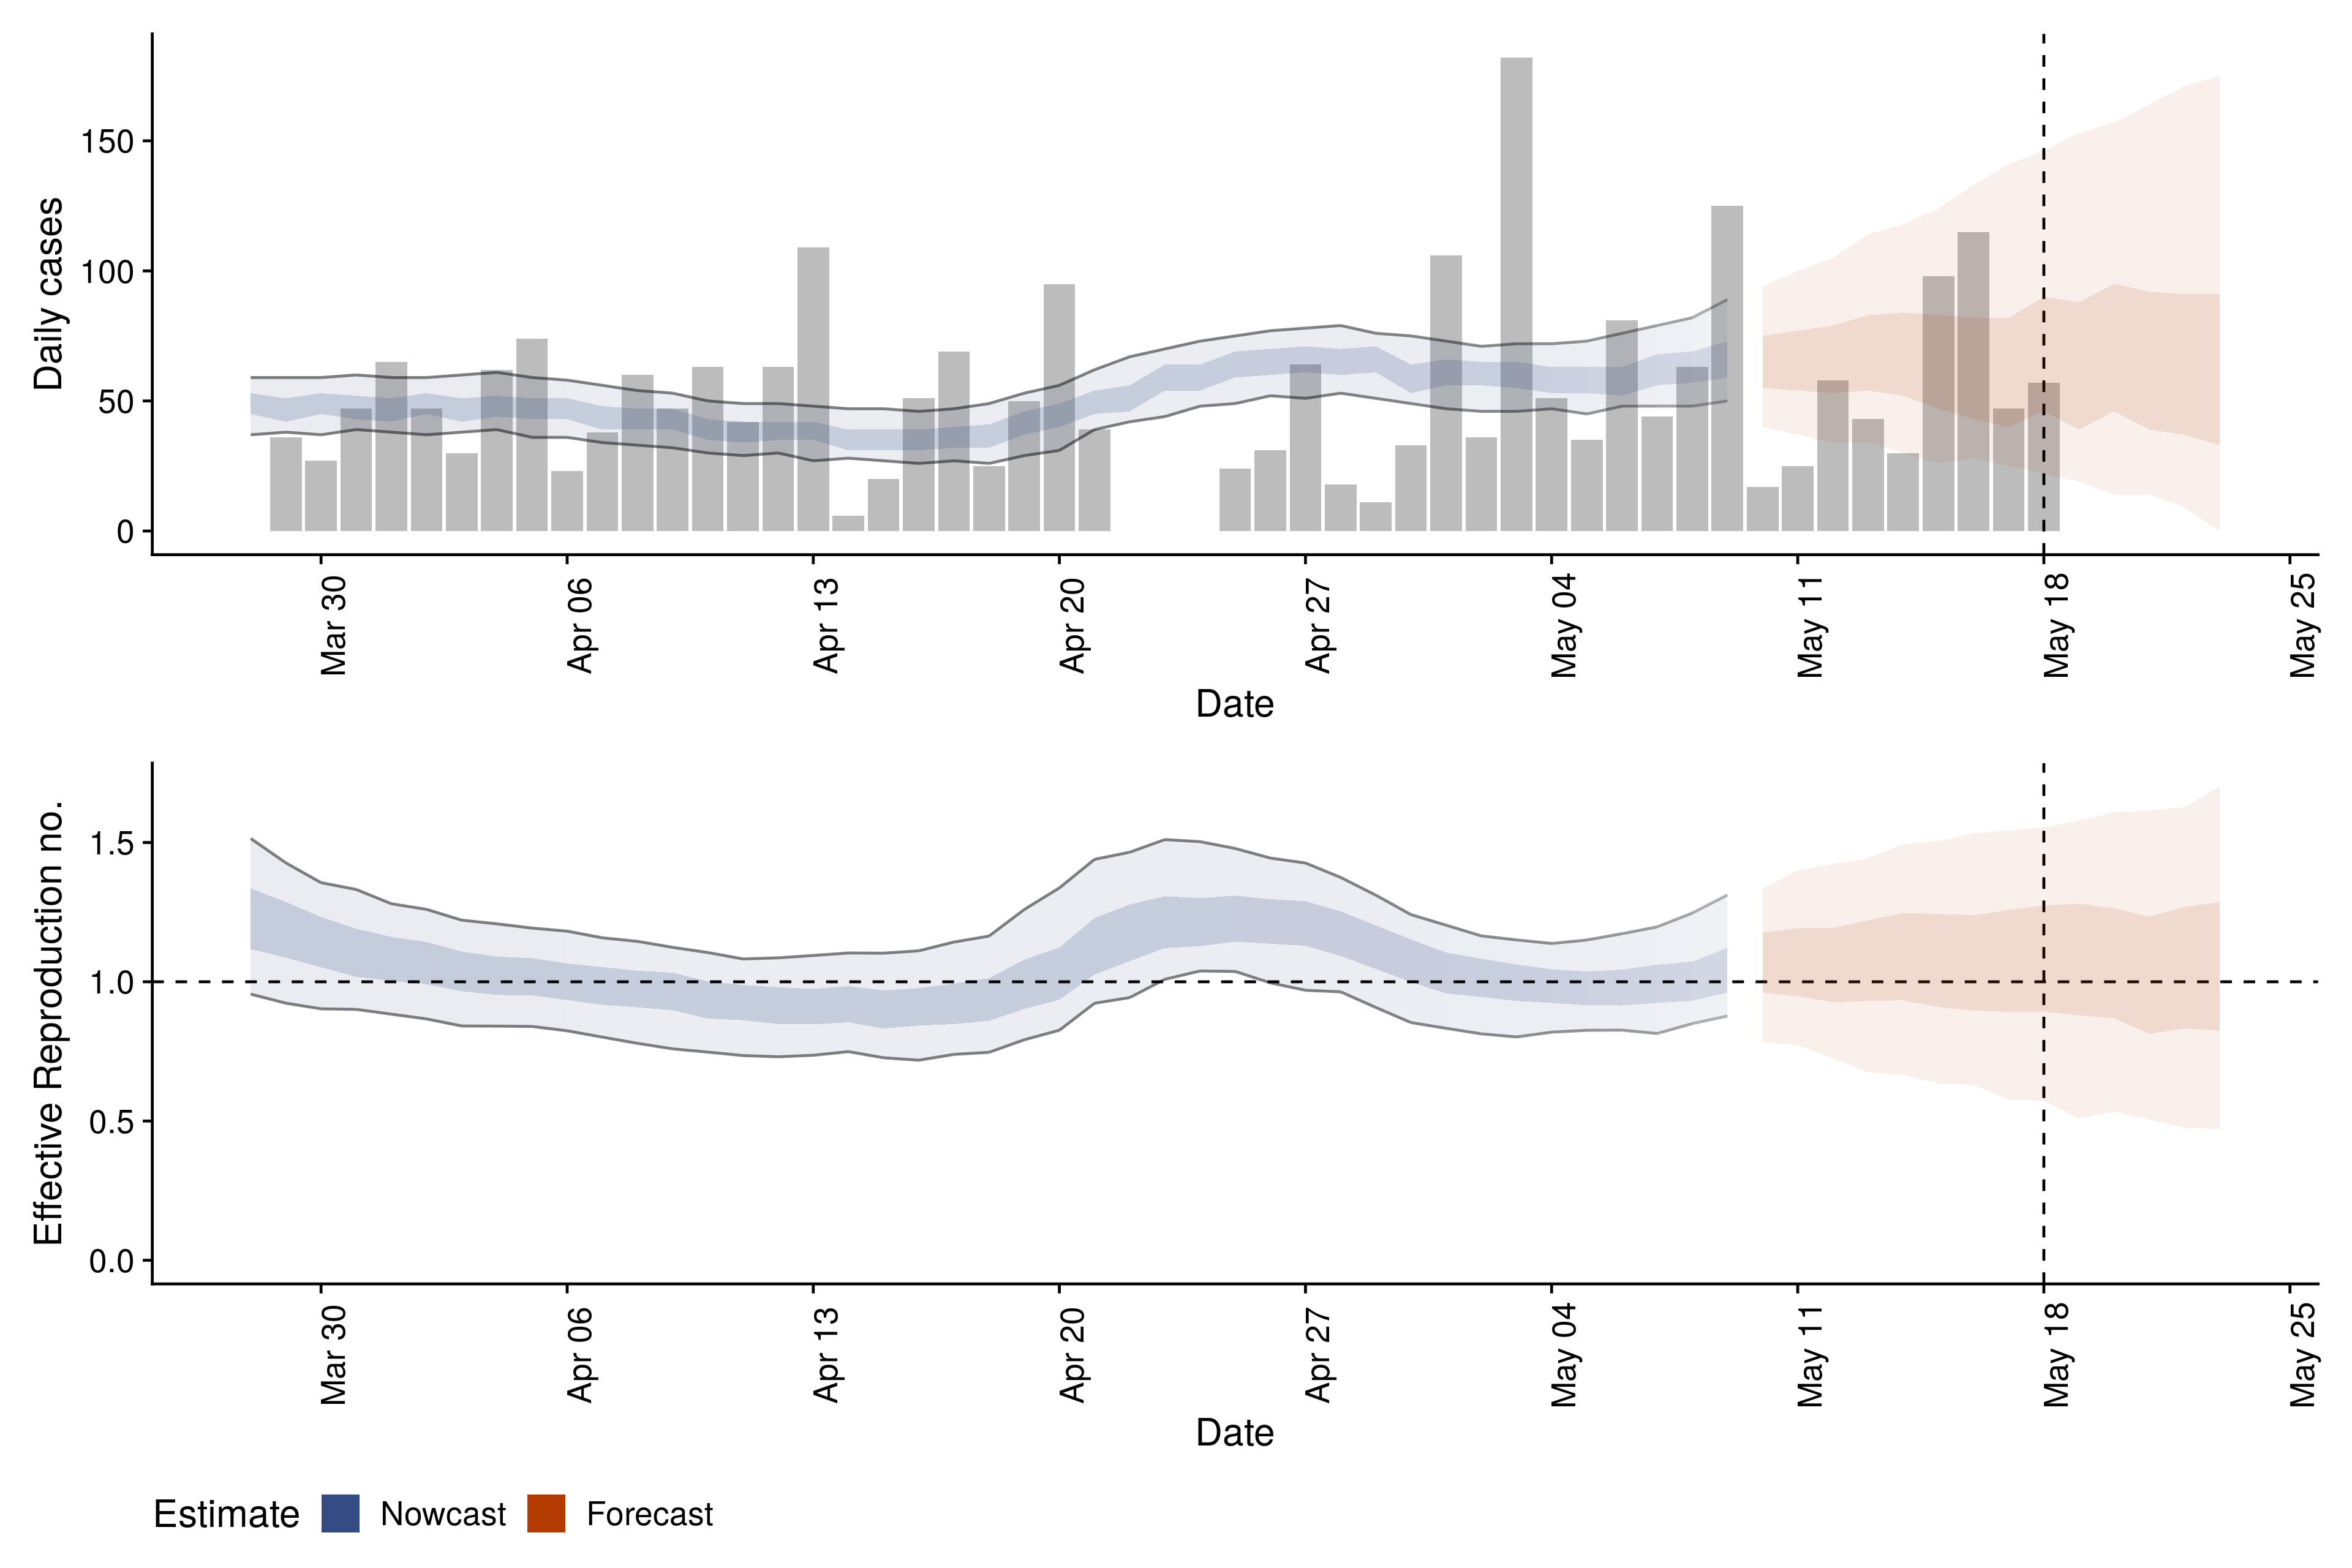 Daily cases
150
100
50
0
Mar 30
Apr 06
Apr 13
Apr 20
Apr 27
May 04
May 11
May 18
May 25
Date
Effective Reproduction no.
1.5
1.0
0.5
0.0
Mar 30
Apr 06
Apr 13
Apr 20
Apr 27
May 04
May 11
May 18
May 25
Date
Estimate Nowcast Forecast